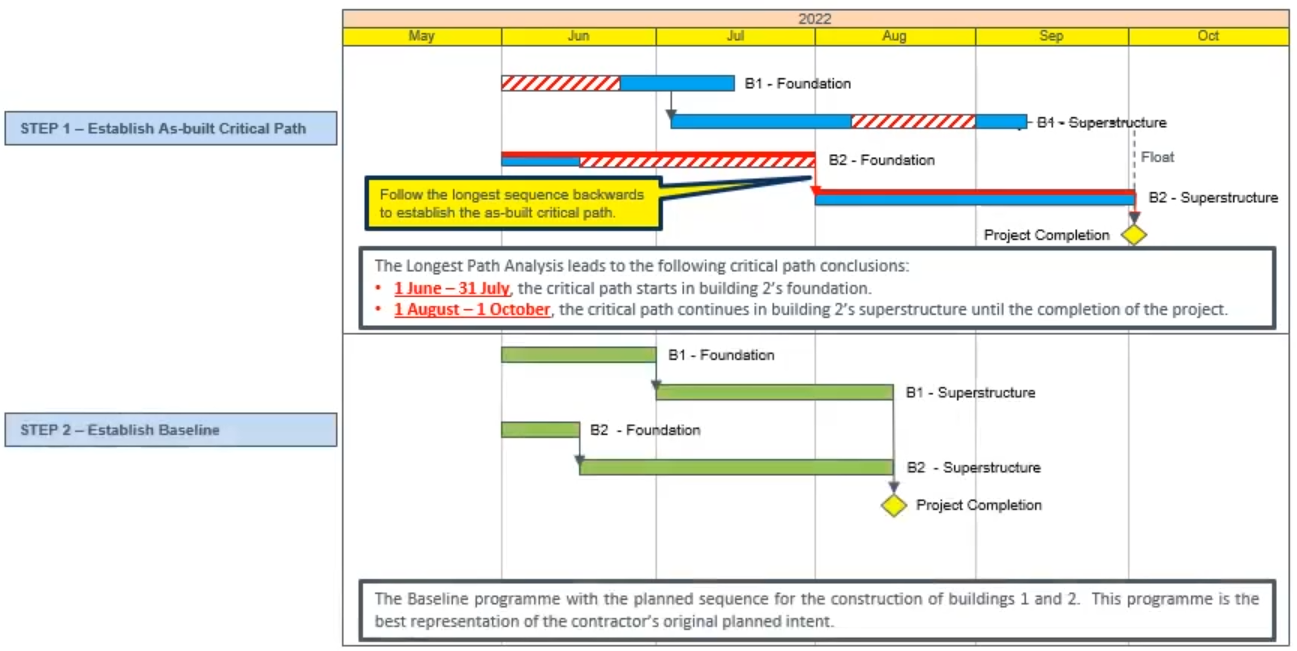 2022
May Jun Jul Aug Sep Oct
B1 - Foundation
STEP 1 – Establish As-built Critical Path
B1 - Superstructure
B2 - Foundation
Float
Follow the longest sequence backwards
to establish the as-built critical path.
B2 - Superstructure
Project Completion
The Longest Path Analysis leads to the following critical path conclusions:
• 1 June – 31 July, the critical path starts in building 2’s foundation.
• 1 August – 1 October, the critical path continues in building 2’s superstructure until the completion of the project.
B1 - Foundation
B1 - Superstructure
STEP 2 – Establish Baseline
B2 - Foundation
B2 - Superstructure
Project Completion
The Baseline programme with the planned sequence for the construction of buildings 1 and 2. This programme is the
best representation of the contractor’s original planned intent.